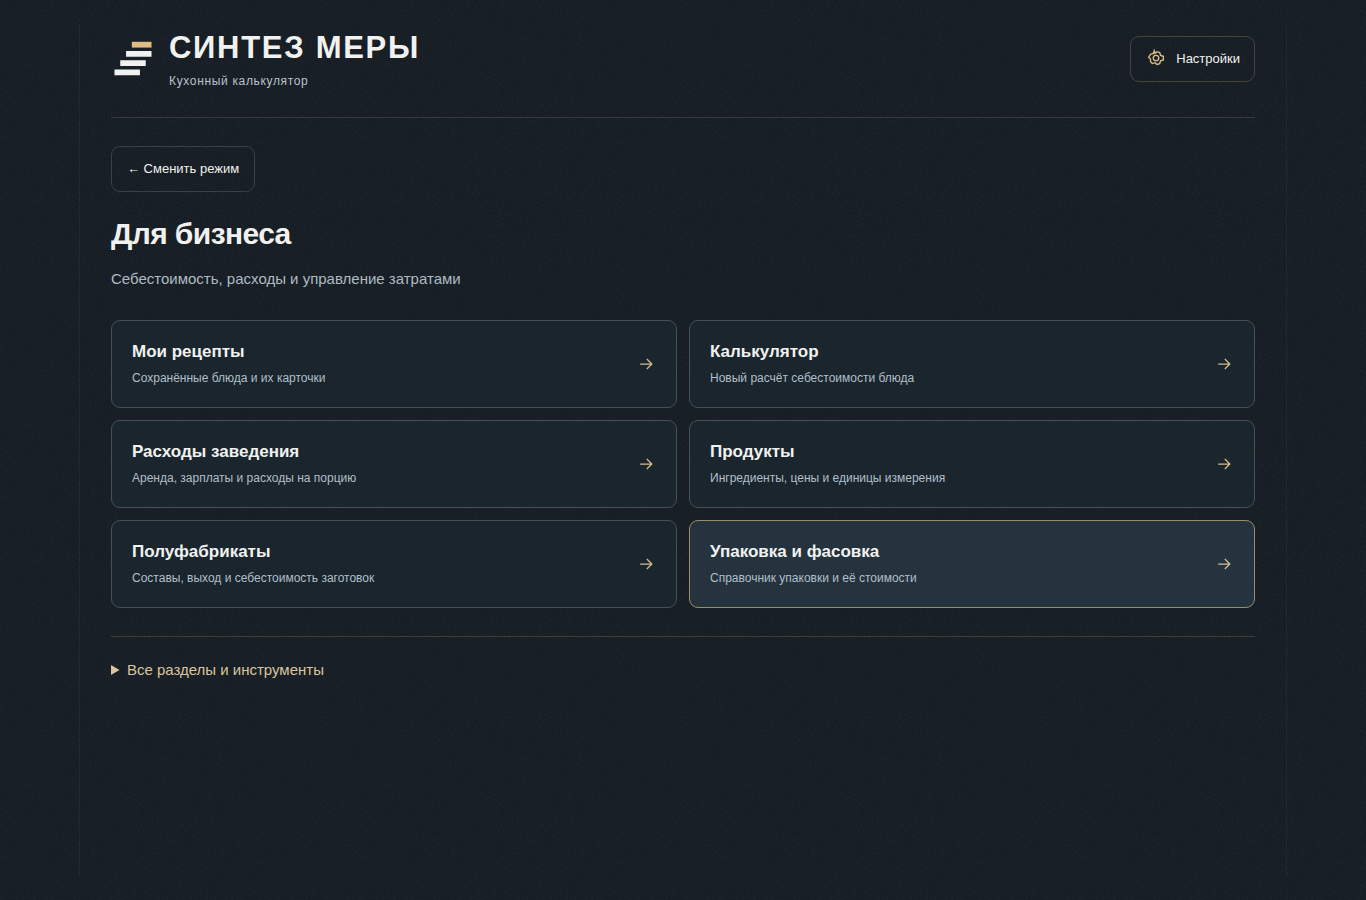 СИНТЕЗ МЕРЫ
Кухонный калькулятор
Настройки
← Сменить режим
Для бизнеса
Себестоимость, расходы и управление затратами
Мои рецепты
Сохранённые блюда и их карточки
Калькулятор
Новый расчёт себестоимости блюда
Расходы заведения
Аренда, зарплаты и расходы на порцию
Продукты
Ингредиенты, цены и единицы измерения
Полуфабрикаты
Составы, выход и себестоимость заготовок
Упаковка и фасовка
Справочник упаковки и её стоимости
Все разделы и инструменты